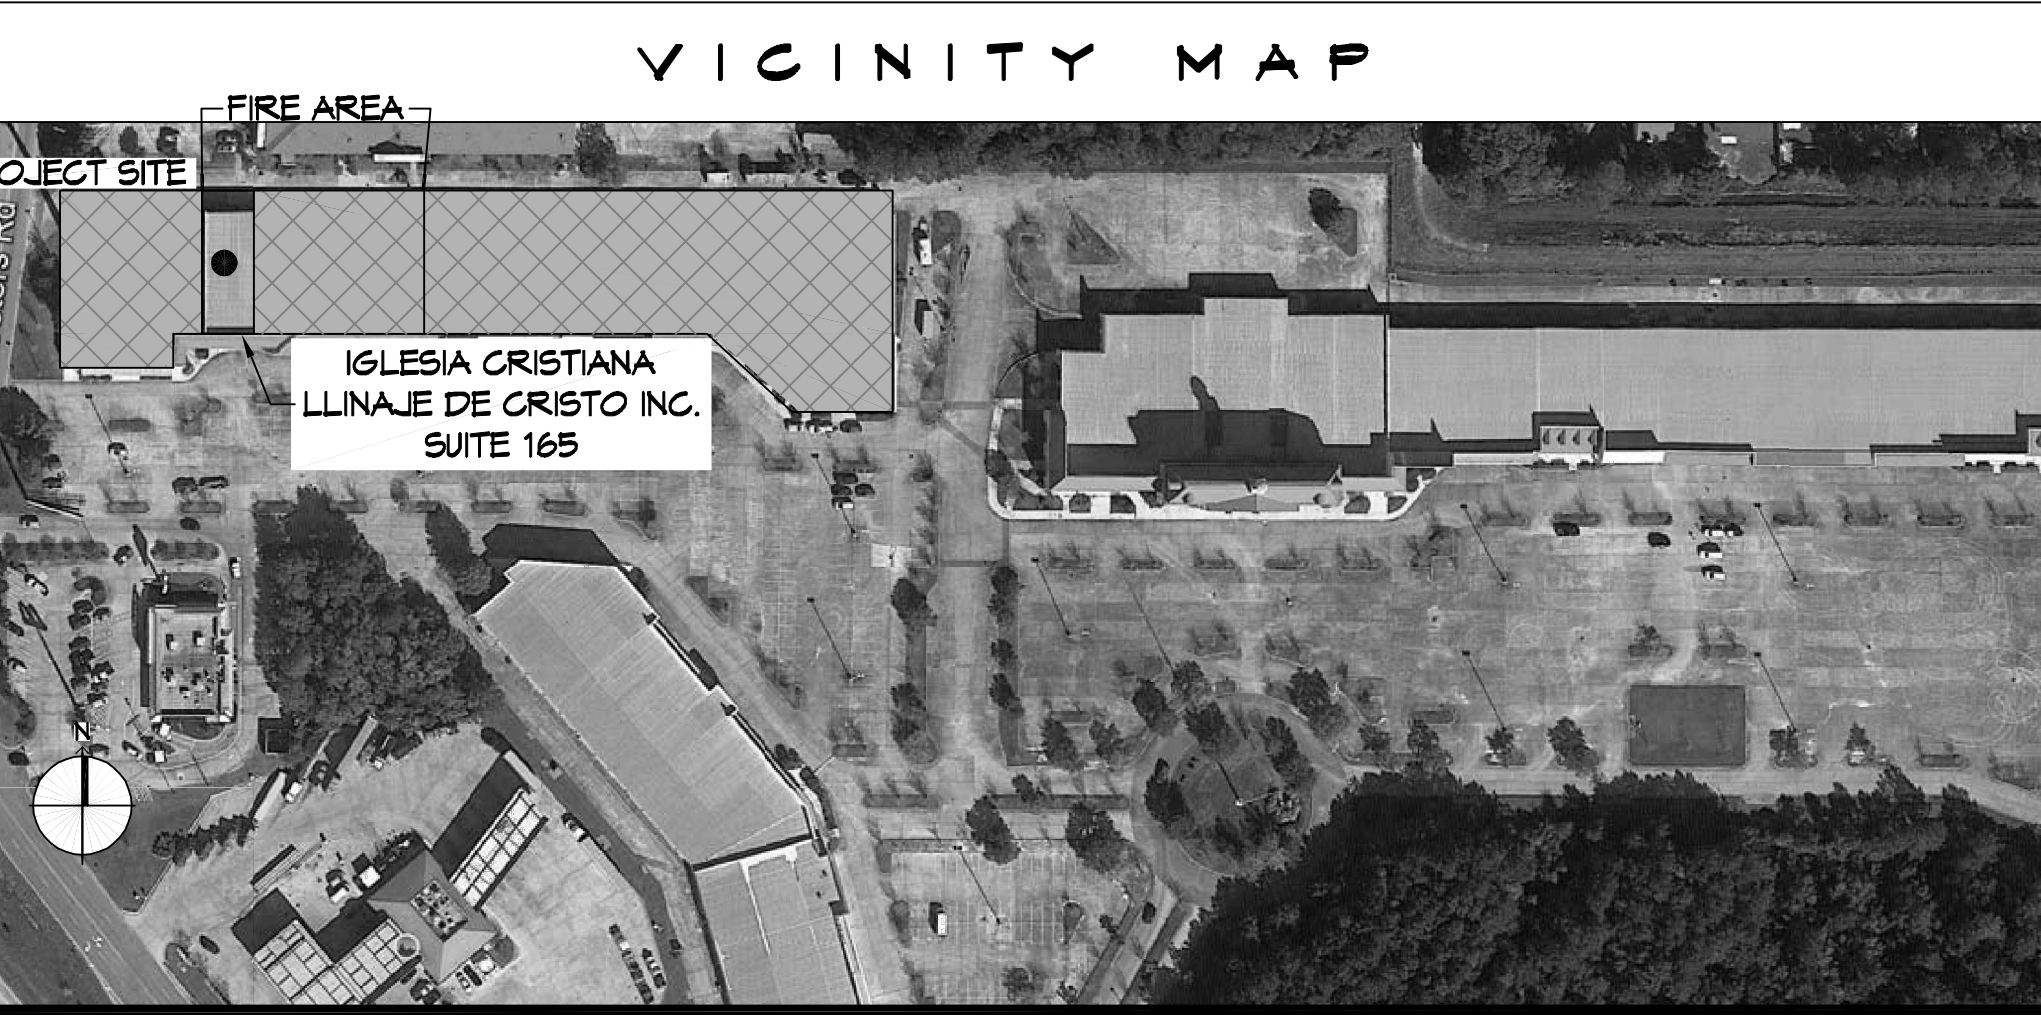 VICINITY MAP
FIRE AREA
OJECT SITE
IGLESIA CRISTIANA
LLINAJE DE CRISTO INC.
SUITE 165
N